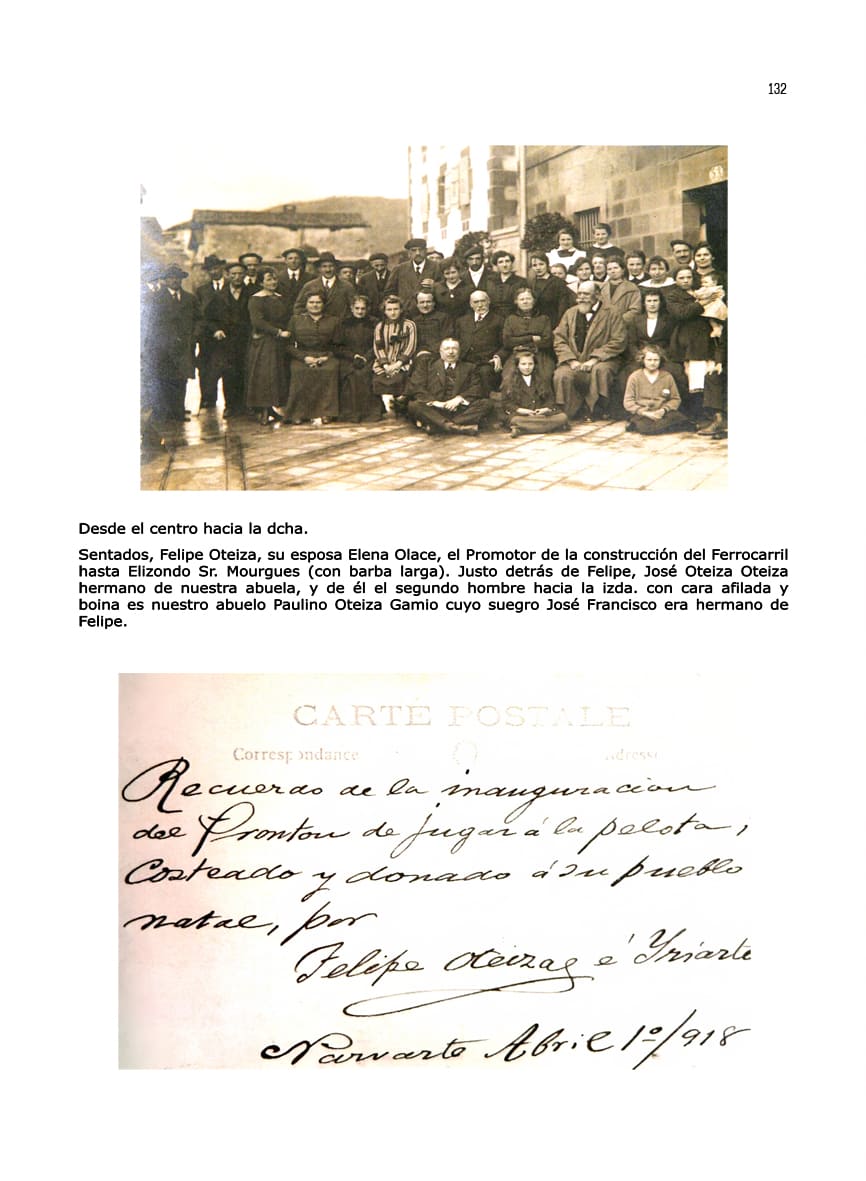 132
51
Desde el centro hacia la dcha.
Sentados, Felipe Oteiza, su esposa Elena Olace, el Promotor de la construcción del Ferrocarril
hasta Elizondo Sr. Mourgues (con barba larga). Justo detrás de Felipe, José Oteiza Oteiza
hermano de nuestra abuela, y de él el segundo hombre hacia la izda. con cara afilada y
boina es nuestro abuelo Paulino Oteiza Gamio cuyo suegro José Francisco era hermano de
Felipe.
CARTE POSTALE
Correspondance Adresse
Recuerdo de la inauguracion
del Fronton de jugar á la pelota,
Costeado y donado á su pueblo
natal, por
Felipe Oteiza é Yriarte
Narvarte Abril 1º/918